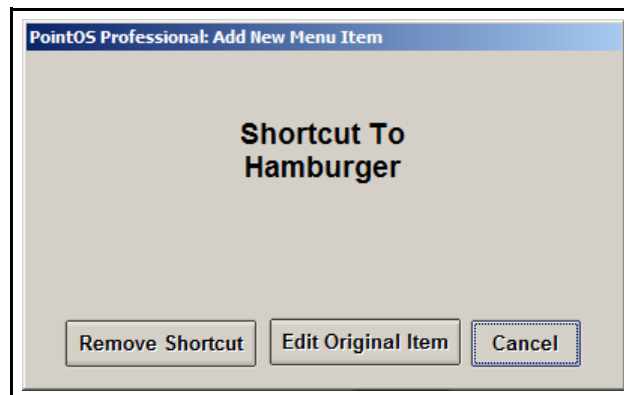 PointOS Professional: Add New Menu Item
Shortcut To
Hamburger
Remove Shortcut Edit Original Item Cancel